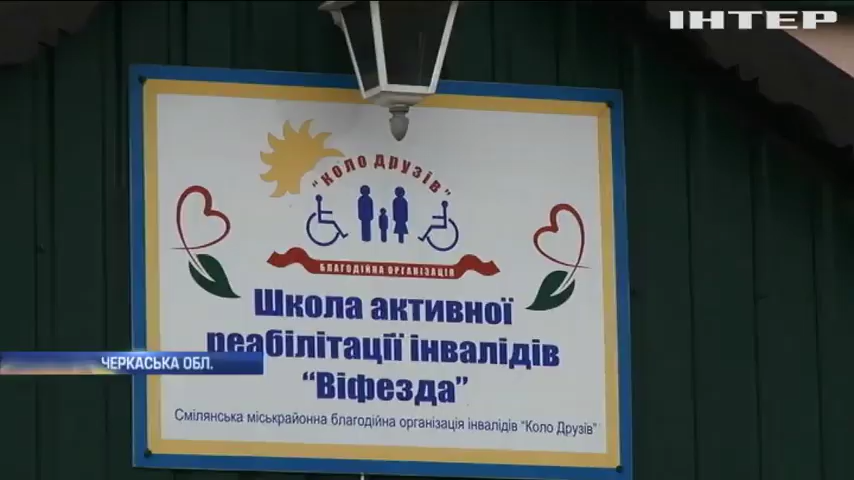 ІНТЕР
"КОЛО ДРУЗІВ"
БЛАГОДІЙНА ОРГАНІЗАЦІЯ
Школа активної
реабілітації інвалідів
“Віфезда”
Смілянська міськрайонна благодійна організація інвалідів “Коло Друзів”
ЧЕРКАСЬКА ОБЛ.